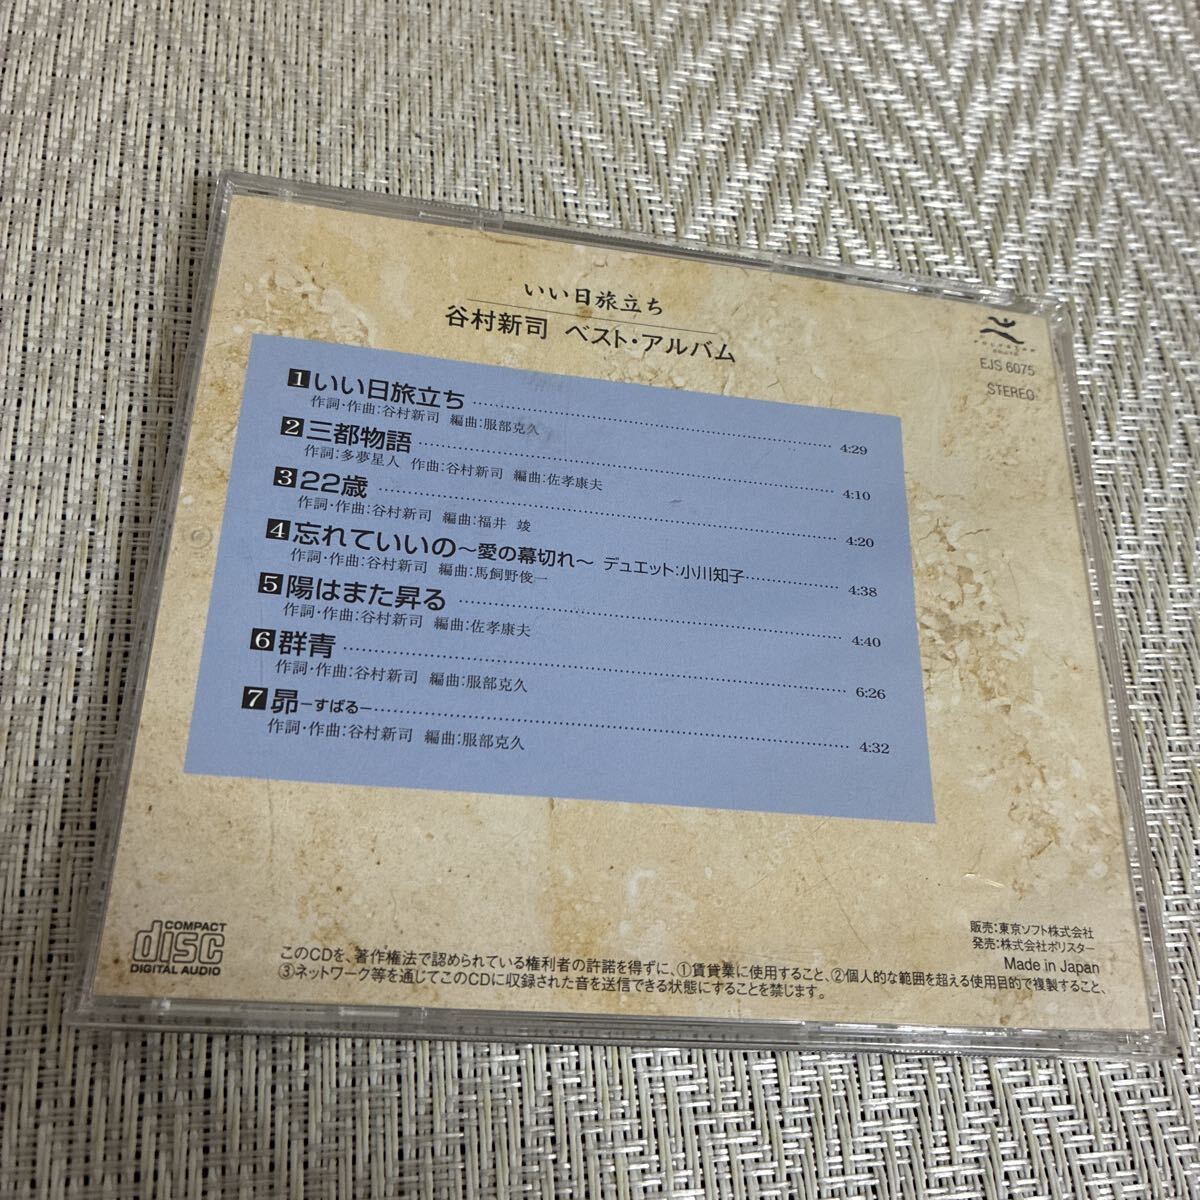 いい日旅立ち
谷村新司 ベスト・アルバム
EJS 6075
STEREO
1 いい日旅立ち 4:29
作詞・作曲:谷村新司 編曲:服部克久
2 三都物語 4:10
作詞:多夢星人 作曲:谷村新司 編曲:佐孝康夫
3 22歳 4:20
作詞・作曲:谷村新司 編曲:福井 竣
4 忘れていいの〜愛の幕切れ〜 デュエット:小川知子 4:38
作詞・作曲:谷村新司 編曲:馬飼野俊一
5 陽はまた昇る 4:40
作詞・作曲:谷村新司 編曲:佐孝康夫
6 群青 6:26
作詞・作曲:谷村新司 編曲:服部克久
7 昴－すばる－ 4:32
作詞・作曲:谷村新司 編曲:服部克久
COMPACT
disc
DIGITAL AUDIO
販売:東京ソフト株式会社
発売:株式会社ポリスター
Made in Japan
このCDを、著作権法で認められている権利者の許諾を得ずに、①賃貸業に使用すること、②個人的な範囲を超える使用目的で複製すること、
③ネットワーク等を通じてこのCDに収録された音を送信できる状態にすることを禁じます。